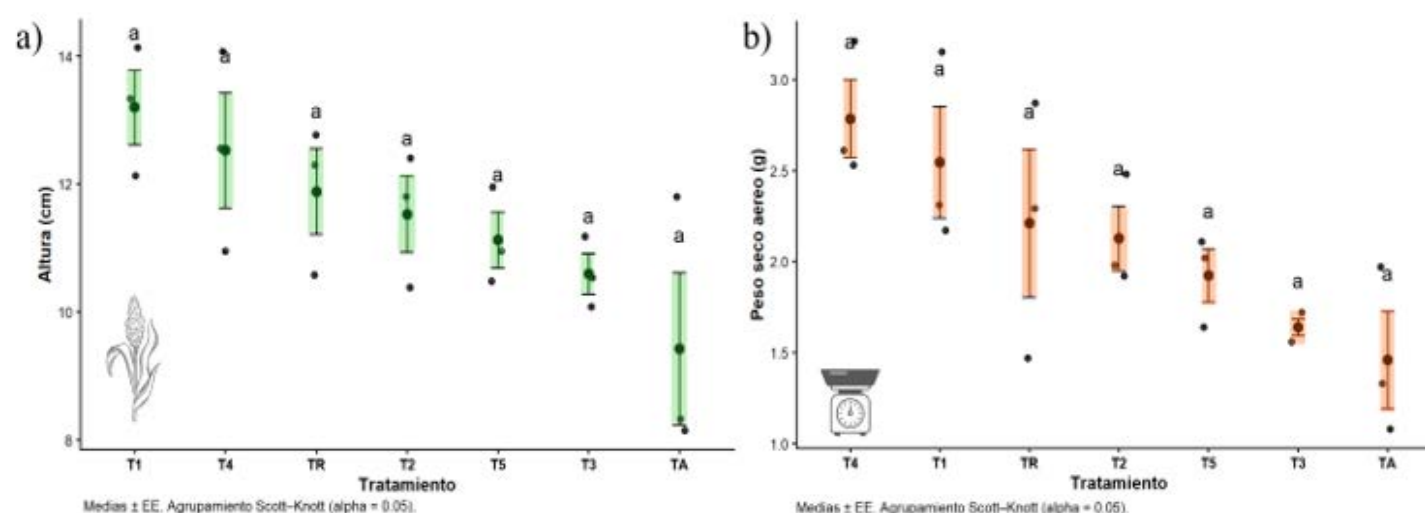 a)
14
12
10
8
Altura (cm)
a
a
a
a
a
a
a
T1 T4 TR T2 T5 T3 TA
Tratamiento
Medias ± EE. Agrupamiento Scott–Knott (alpha = 0.05).
b)
3.0
2.5
2.0
1.5
1.0
Peso seco aereo (g)
a
a
a
a
a
a
a
T4 T1 TR T2 T5 T3 TA
Tratamiento
Medias ± EE. Agrupamiento Scott–Knott (alpha = 0.05).